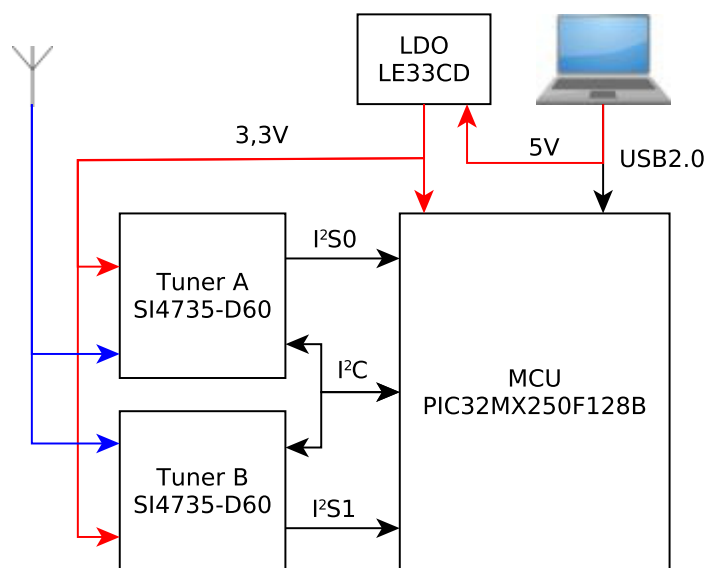 LDO
LE33CD
3,3V
5V
USB2.0
I²S0
Tuner A
SI4735-D60
I²C
MCU
PIC32MX250F128B
Tuner B
SI4735-D60
I²S1